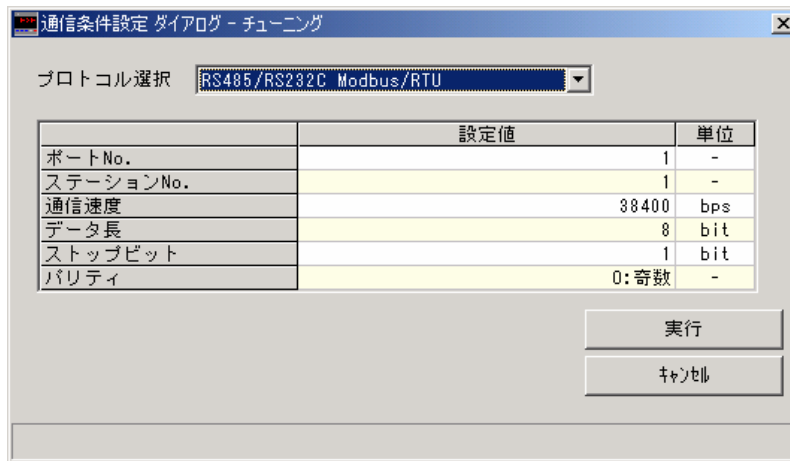 通信条件設定 ダイアログ - チューニング
プロトコル選択 RS485/RS232C Modbus/RTU
設定値 単位
ポートNo. 1 -
ステーションNo. 1 -
通信速度 38400 bps
データ長 8 bit
ストップビット 1 bit
パリティ 0:奇数 -
実行
ｷｬﾝｾﾙ